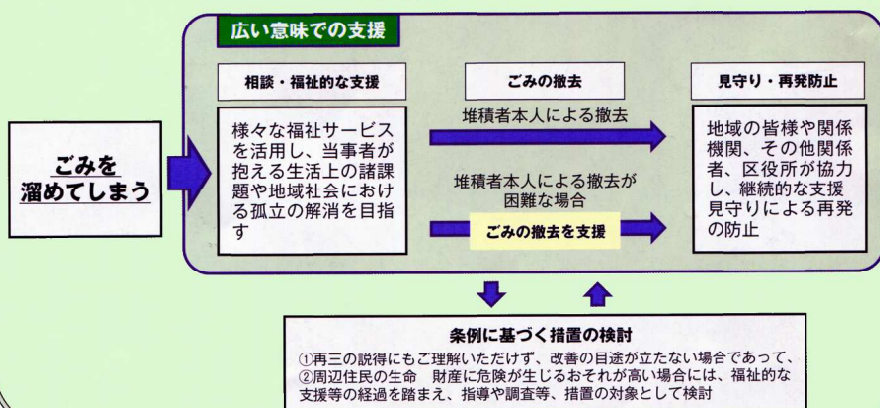 広い意味での支援
ごみを
溜めてしまう
相談・福祉的な支援
様々な福祉サービス
を活用し、当事者が
抱える生活上の諸課
題や地域社会におけ
る孤立の解消を目指
す
ごみの撤去
堆積者本人による撤去
堆積者本人による撤去が
困難な場合
ごみの撤去を支援
見守り・再発防止
地域の皆様や関係
機関、その他関係
者、区役所が協力
し、継続的な支援
見守りによる再発
の防止
条例に基づく措置の検討
①再三の説得にもご理解いただけず、改善の目途が立たない場合であって、
②周辺住民の生命 財産に危険が生じるおそれが高い場合には、福祉的な
支援等の経過を踏まえ、指導や調査等、措置の対象として検討